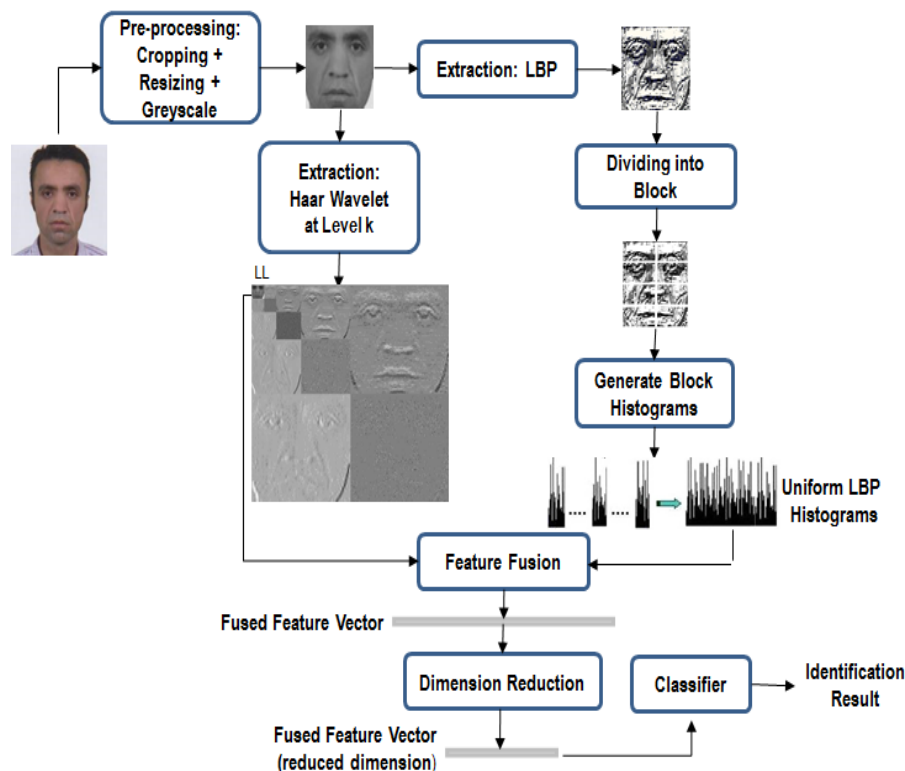 Pre-processing:
Cropping +
Resizing +
Greyscale
Extraction: LBP
Extraction:
Haar Wavelet
at Level k
Dividing into
Block
LL
Generate Block
Histograms
.... ....
Uniform LBP
Histograms
Feature Fusion
Fused Feature Vector
Dimension Reduction
Classifier
Identification
Result
Fused Feature Vector
(reduced dimension)